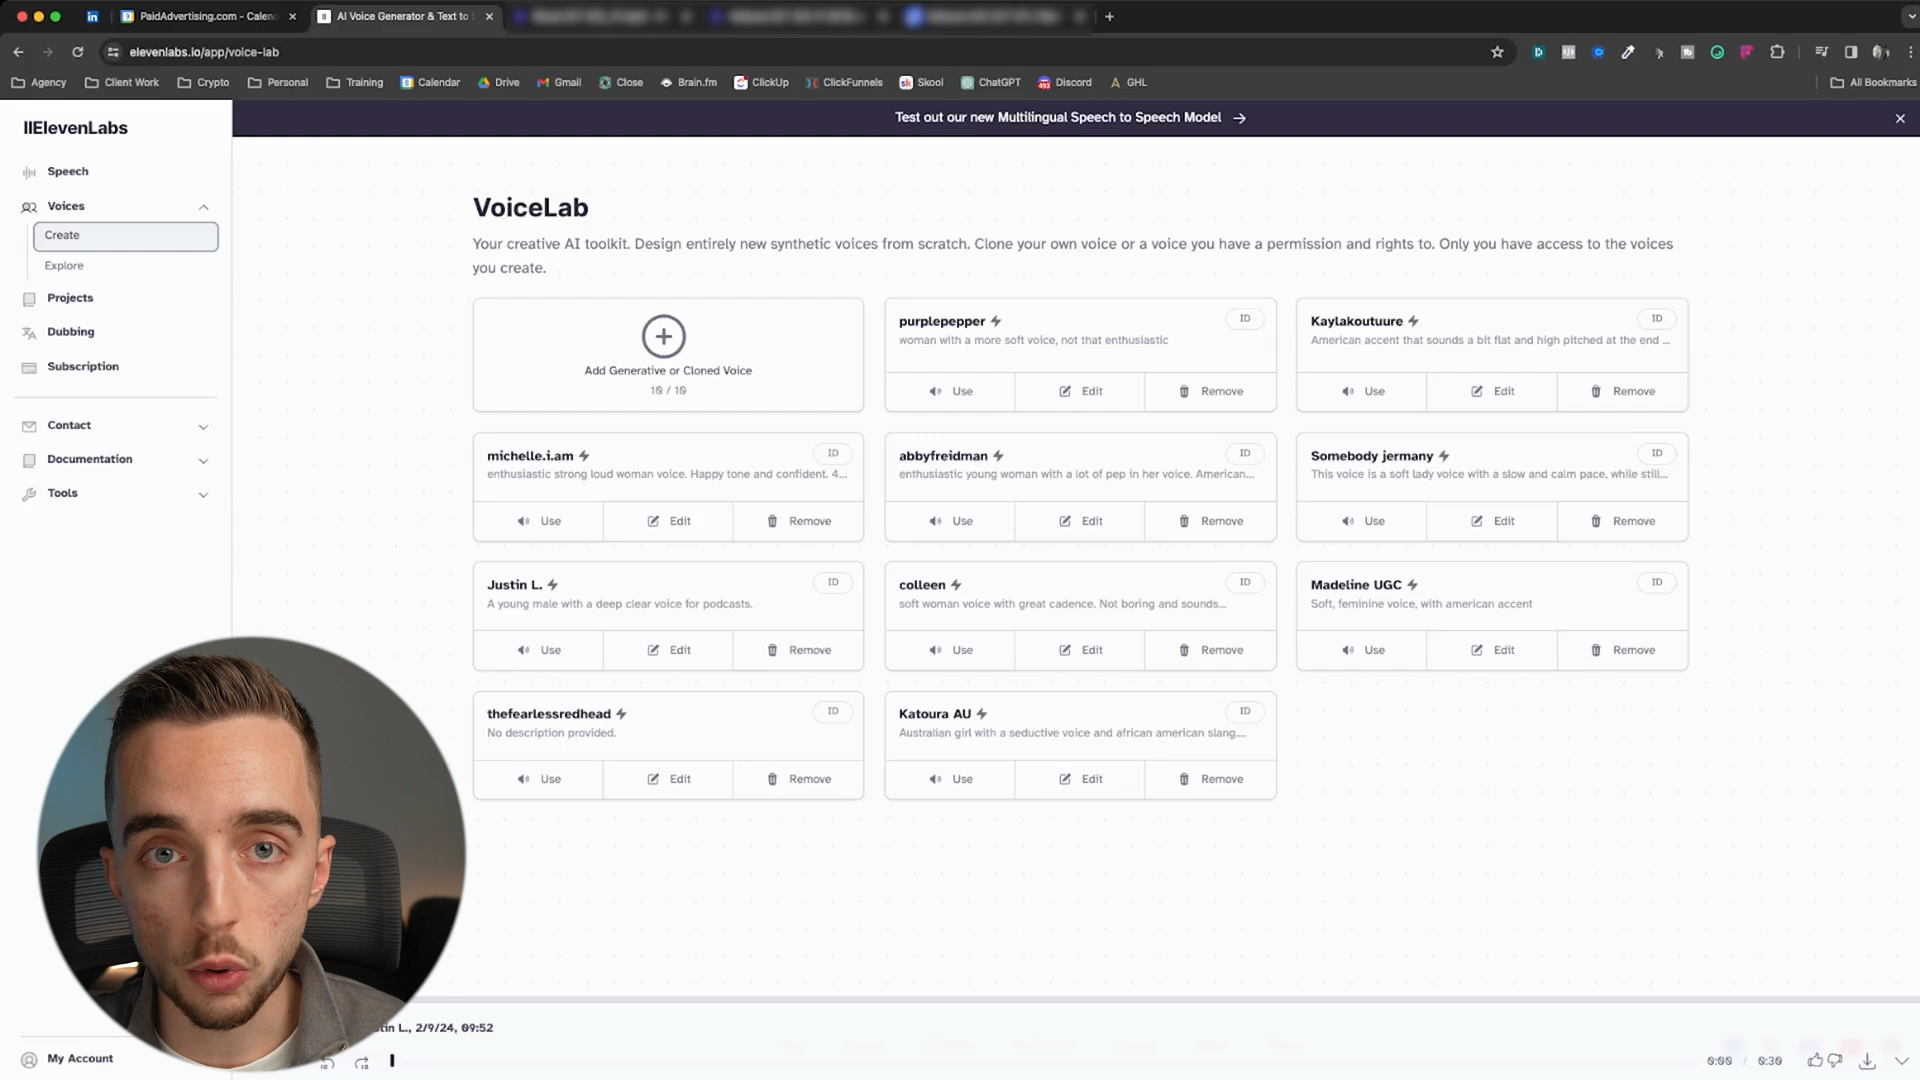 PaidAdvertising.com - Calend
AI Voice Generator & Text to
elevenlabs.io/app/voice-lab
Agency
Client Work
Crypto
Personal
Training
Calendar
Drive
Gmail
Close
Brain.fm
ClickUp
ClickFunnels
Skool
ChatGPT
Discord
GHL
All Bookmarks
IIElevenLabs
Test out our new Multilingual Speech to Speech Model
Speech
Voices
Create
Explore
Projects
Dubbing
Subscription
Contact
Documentation
Tools
VoiceLab
Your creative AI toolkit. Design entirely new synthetic voices from scratch. Clone your own voice or a voice you have a permission and rights to. Only you have access to the voices
you create.
Add Generative or Cloned Voice
10 / 10
purplepepper
ID
woman with a more soft voice, not that enthusiastic
Use Edit Remove
Kaylakoutuure
ID
American accent that sounds a bit flat and high pitched at the end ...
Use Edit Remove
michelle.i.am
ID
enthusiastic strong loud woman voice. Happy tone and confident. 4...
Use Edit Remove
abbyfreidman
ID
enthusiastic young woman with a lot of pep in her voice. American...
Use Edit Remove
Somebody jermany
ID
This voice is a soft lady voice with a slow and calm pace, while still...
Use Edit Remove
Justin L.
ID
A young male with a deep clear voice for podcasts.
Use Edit Remove
colleen
ID
soft woman voice with great cadence. Not boring and sounds...
Use Edit Remove
Madeline UGC
ID
Soft, feminine voice, with american accent
Use Edit Remove
thefearlessredhead
ID
No description provided.
Use Edit Remove
Katoura AU
ID
Australian girl with a seductive voice and african american slang....
Use Edit Remove
tin L., 2/9/24, 09:52
My Account
0:00 / 0:30